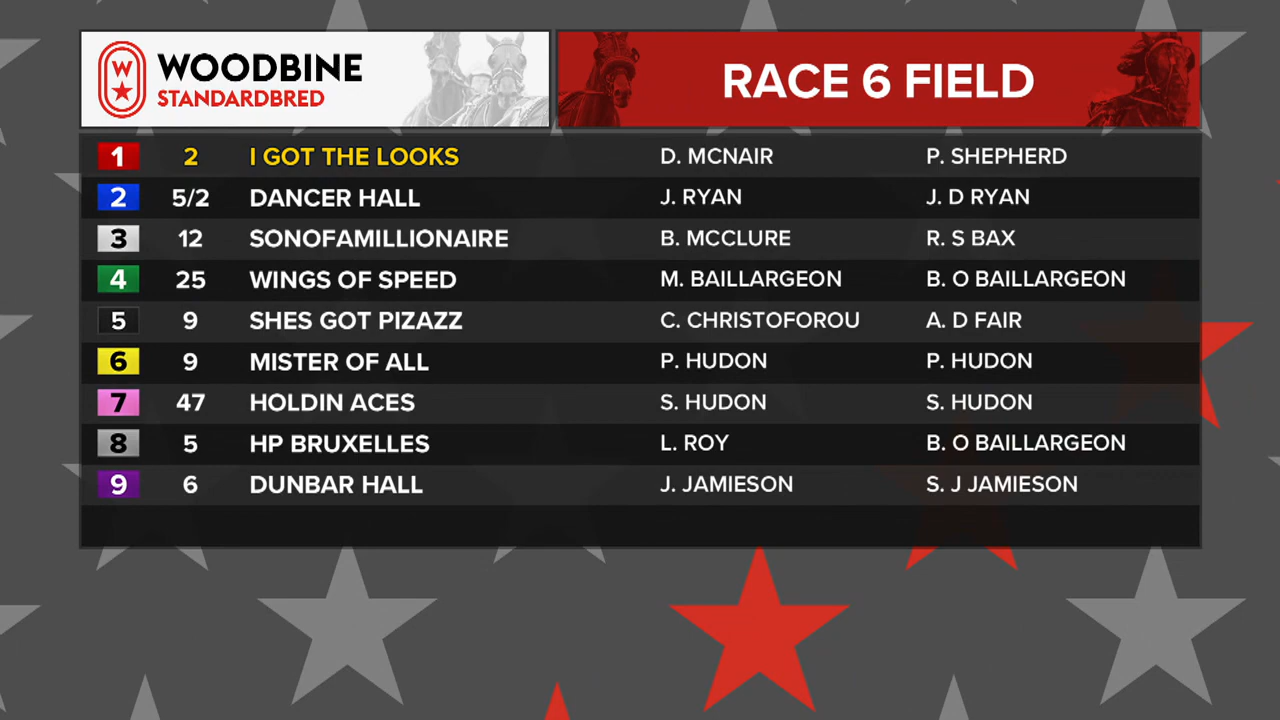 W
WOODBINE
STANDARDBRED
RACE 6 FIELD
1 2 I GOT THE LOOKS D. MCNAIR P. SHEPHERD
2 5/2 DANCER HALL J. RYAN J. D RYAN
3 12 SONOFAMILLIONAIRE B. MCCLURE R. S BAX
4 25 WINGS OF SPEED M. BAILLARGEON B. O BAILLARGEON
5 9 SHES GOT PIZAZZ C. CHRISTOFOROU A. D FAIR
6 9 MISTER OF ALL P. HUDON P. HUDON
7 47 HOLDIN ACES S. HUDON S. HUDON
8 5 HP BRUXELLES L. ROY B. O BAILLARGEON
9 6 DUNBAR HALL J. JAMIESON S. J JAMIESON